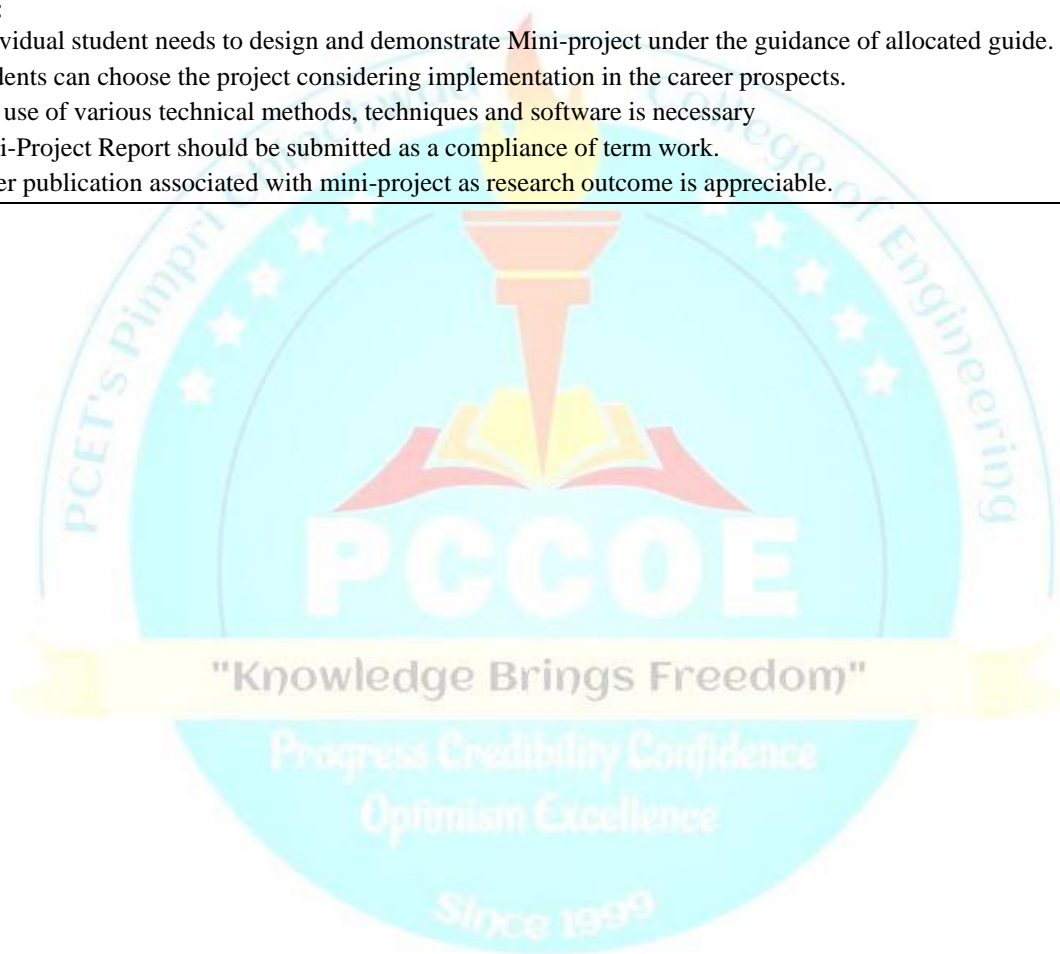 :
vidual student needs to design and demonstrate Mini-project under the guidance of allocated guide.
dents can choose the project considering implementation in the career prospects.
use of various technical methods, techniques and software is necessary
i-Project Report should be submitted as a compliance of term work.
er publication associated with mini-project as research outcome is appreciable.
PCET's Pimpri Chinchwad College of Engineering
PCCOE
"Knowledge Brings Freedom"
Progress Credibility Confidence
Optimism Excellence
Since 1999